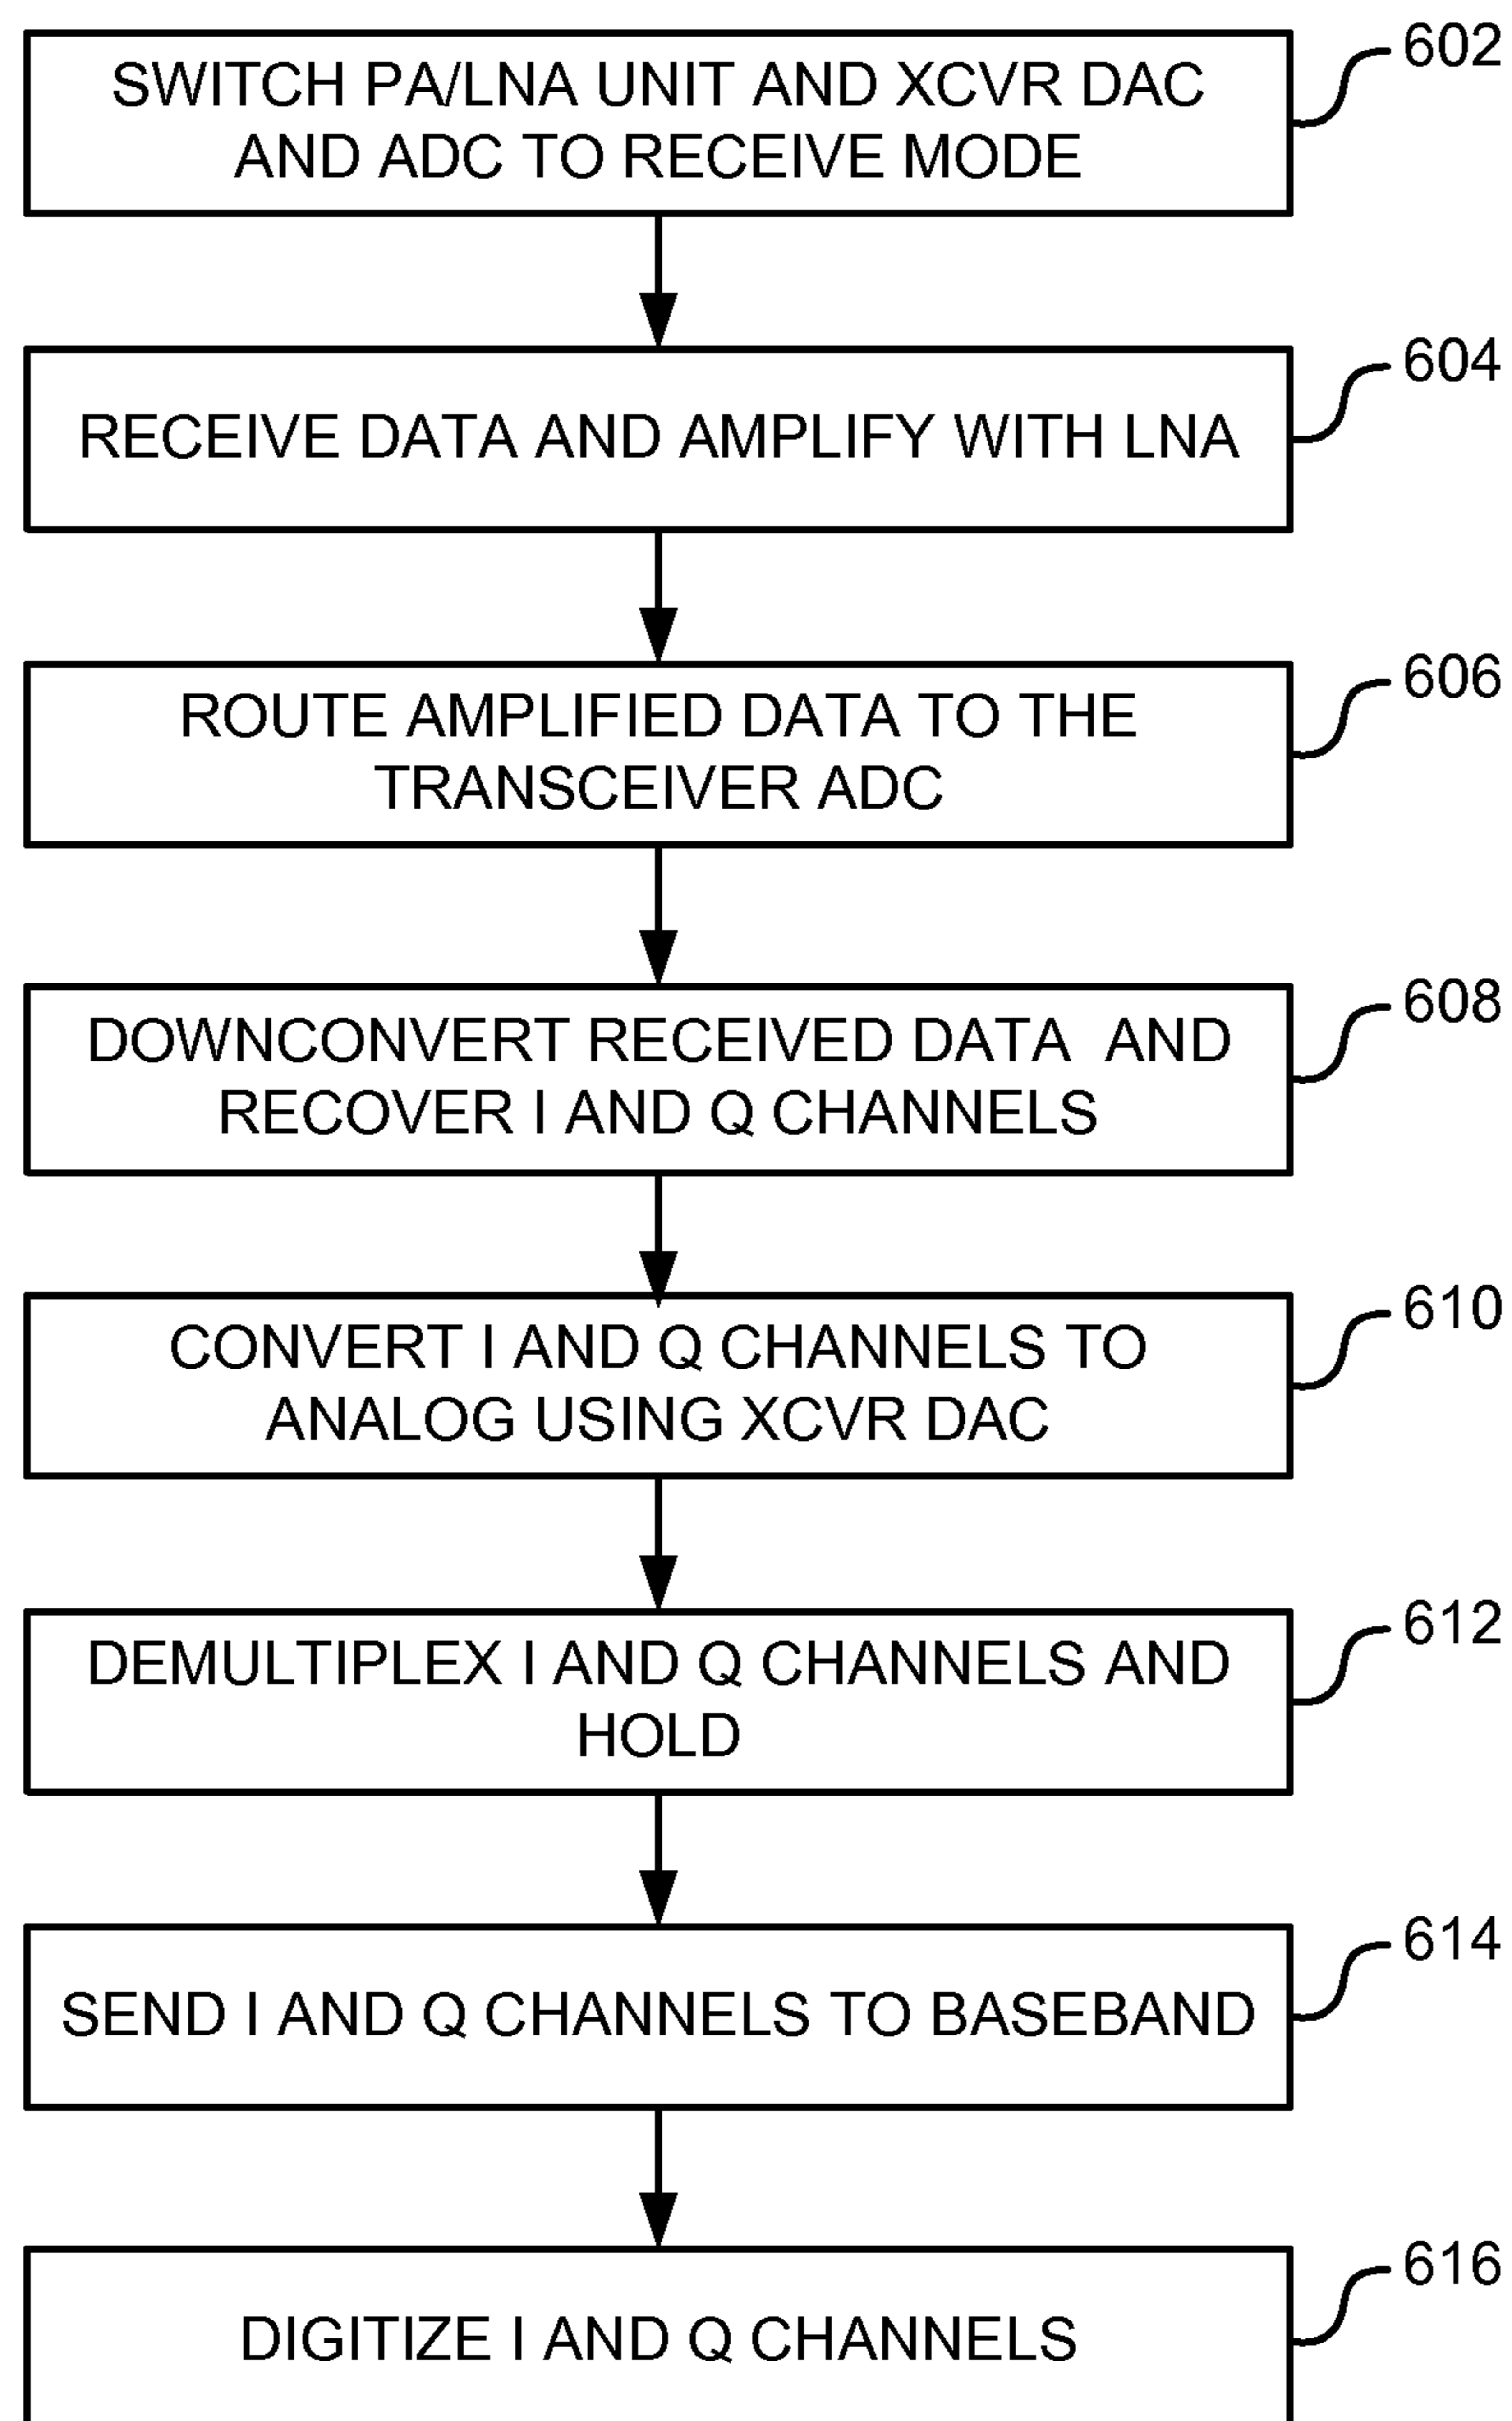 602
SWITCH PA/LNA UNIT AND XCVR DAC
AND ADC TO RECEIVE MODE
604
RECEIVE DATA AND AMPLIFY WITH LNA
606
ROUTE AMPLIFIED DATA TO THE
TRANSCEIVER ADC
608
DOWNCONVERT RECEIVED DATA AND
RECOVER I AND Q CHANNELS
610
CONVERT I AND Q CHANNELS TO
ANALOG USING XCVR DAC
612
DEMULTIPLEX I AND Q CHANNELS AND
HOLD
614
SEND I AND Q CHANNELS TO BASEBAND
616
DIGITIZE I AND Q CHANNELS